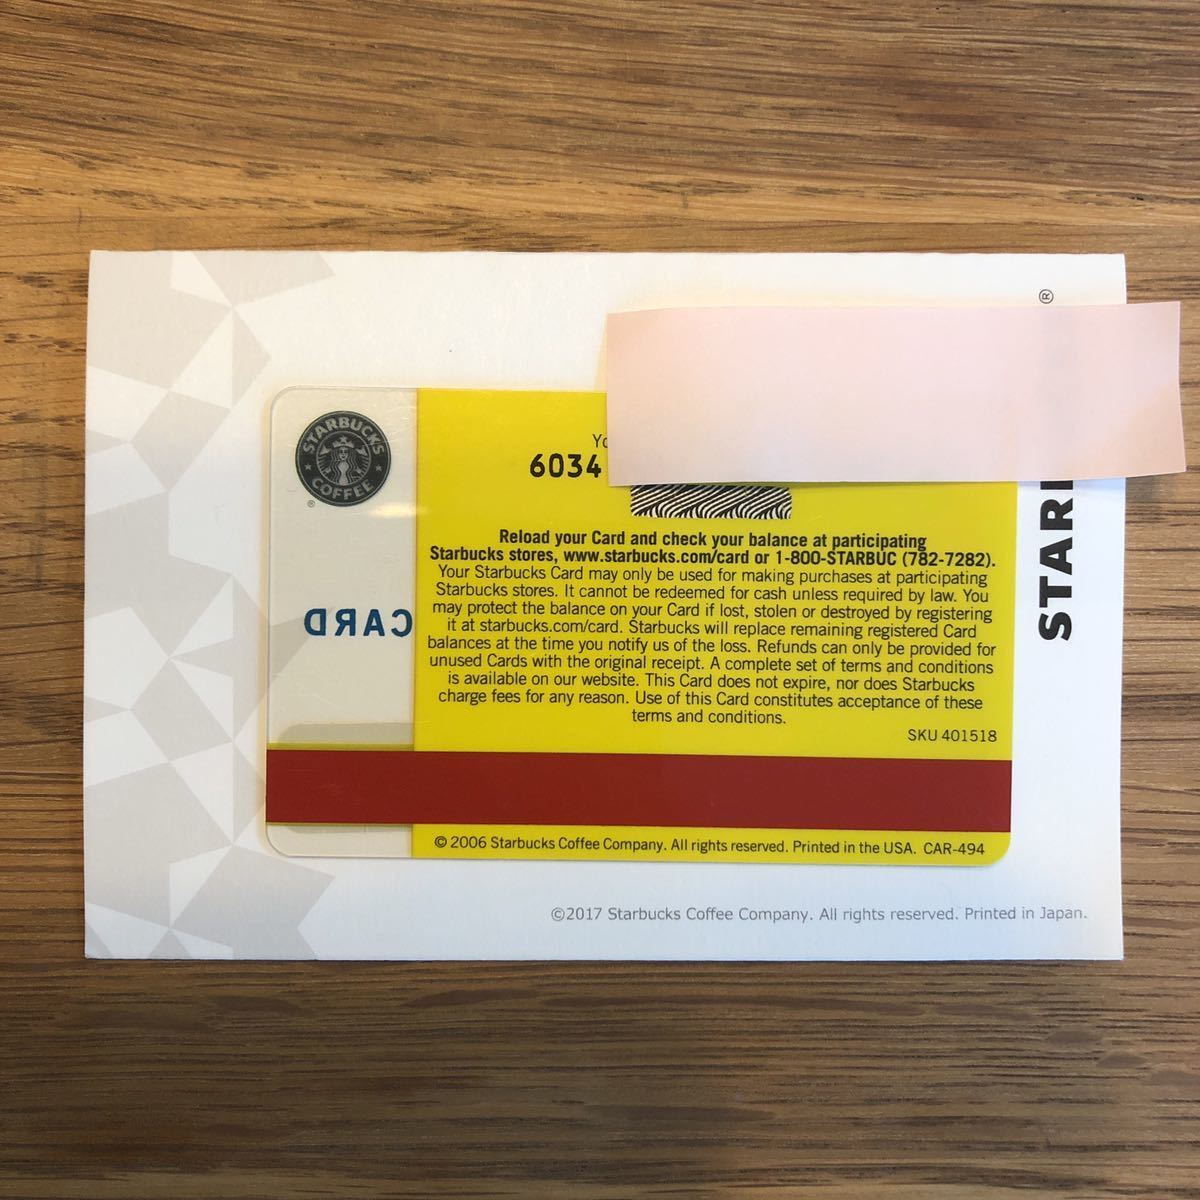 ®
STAR
STARBUCKS
COFFEE
®
CARD
6034
Reload your Card and check your balance at participating
Starbucks stores, www.starbucks.com/card or 1-800-STARBUC (782-7282).
Your Starbucks Card may only be used for making purchases at participating
Starbucks stores. It cannot be redeemed for cash unless required by law. You
may protect the balance on your Card if lost, stolen or destroyed by registering
it at starbucks.com/card. Starbucks will replace remaining registered Card
balances at the time you notify us of the loss. Refunds can only be provided for
unused Cards with the original receipt. A complete set of terms and conditions
is available on our website. This Card does not expire, nor does Starbucks
charge fees for any reason. Use of this Card constitutes acceptance of these
terms and conditions.
SKU 401518
© 2006 Starbucks Coffee Company. All rights reserved. Printed in the USA. CAR-494
©2017 Starbucks Coffee Company. All rights reserved. Printed in Japan.